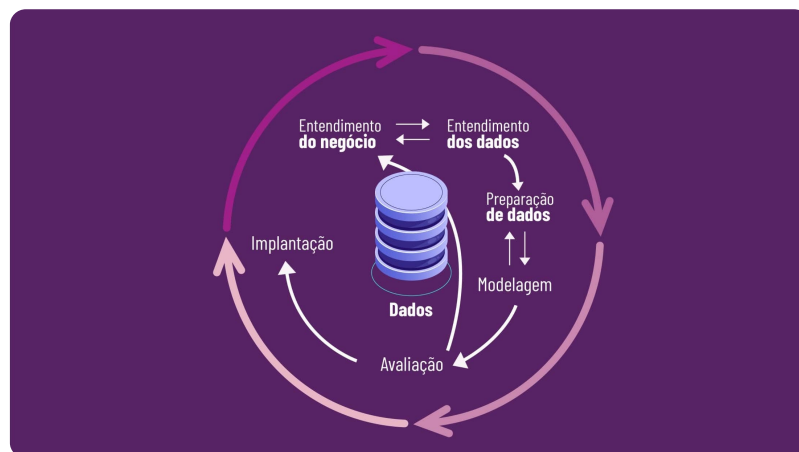 Entendimento
do negócio
Entendimento
dos dados
Preparação
de dados
Modelagem
Avaliação
Implantação
Dados